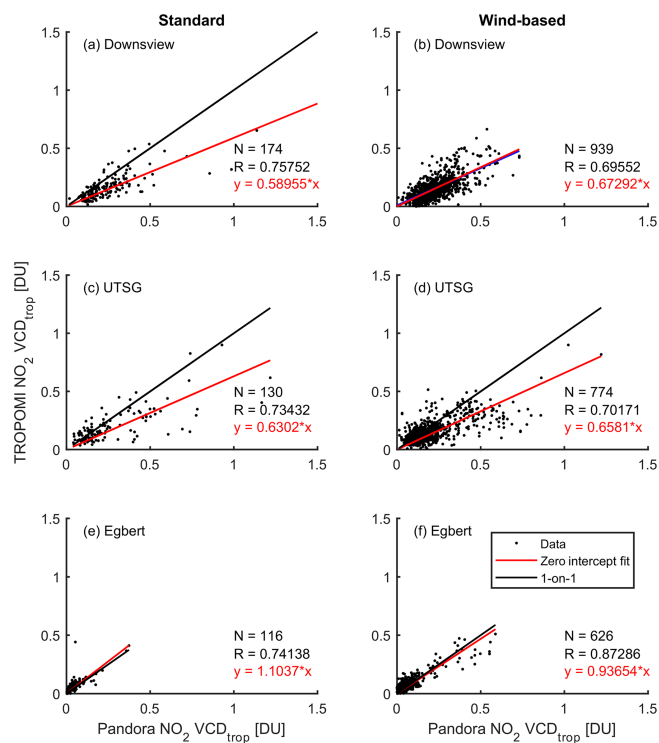 Standard
Wind-based
1.5
1
0.5
0
(a) Downsview
N = 174
R = 0.75752
y = 0.58955*x
0
0.5
1
1.5
1.5
1
0.5
0
(b) Downsview
N = 939
R = 0.69552
y = 0.67292*x
0
0.5
1
1.5
TROPOMI NO2 VCDtrop [DU]
1.5
1
0.5
0
(c) UTSG
N = 130
R = 0.73432
y = 0.6302*x
0
0.5
1
1.5
1.5
1
0.5
0
(d) UTSG
N = 774
R = 0.70171
y = 0.6581*x
0
0.5
1
1.5
1.5
1
0.5
0
(e) Egbert
N = 116
R = 0.74138
y = 1.1037*x
0
0.5
1
1.5
Pandora NO2 VCDtrop [DU]
1.5
1
0.5
0
(f) Egbert
Data
Zero intercept fit
1-on-1
N = 626
R = 0.87286
y = 0.93654*x
0
0.5
1
1.5
Pandora NO2 VCDtrop [DU]